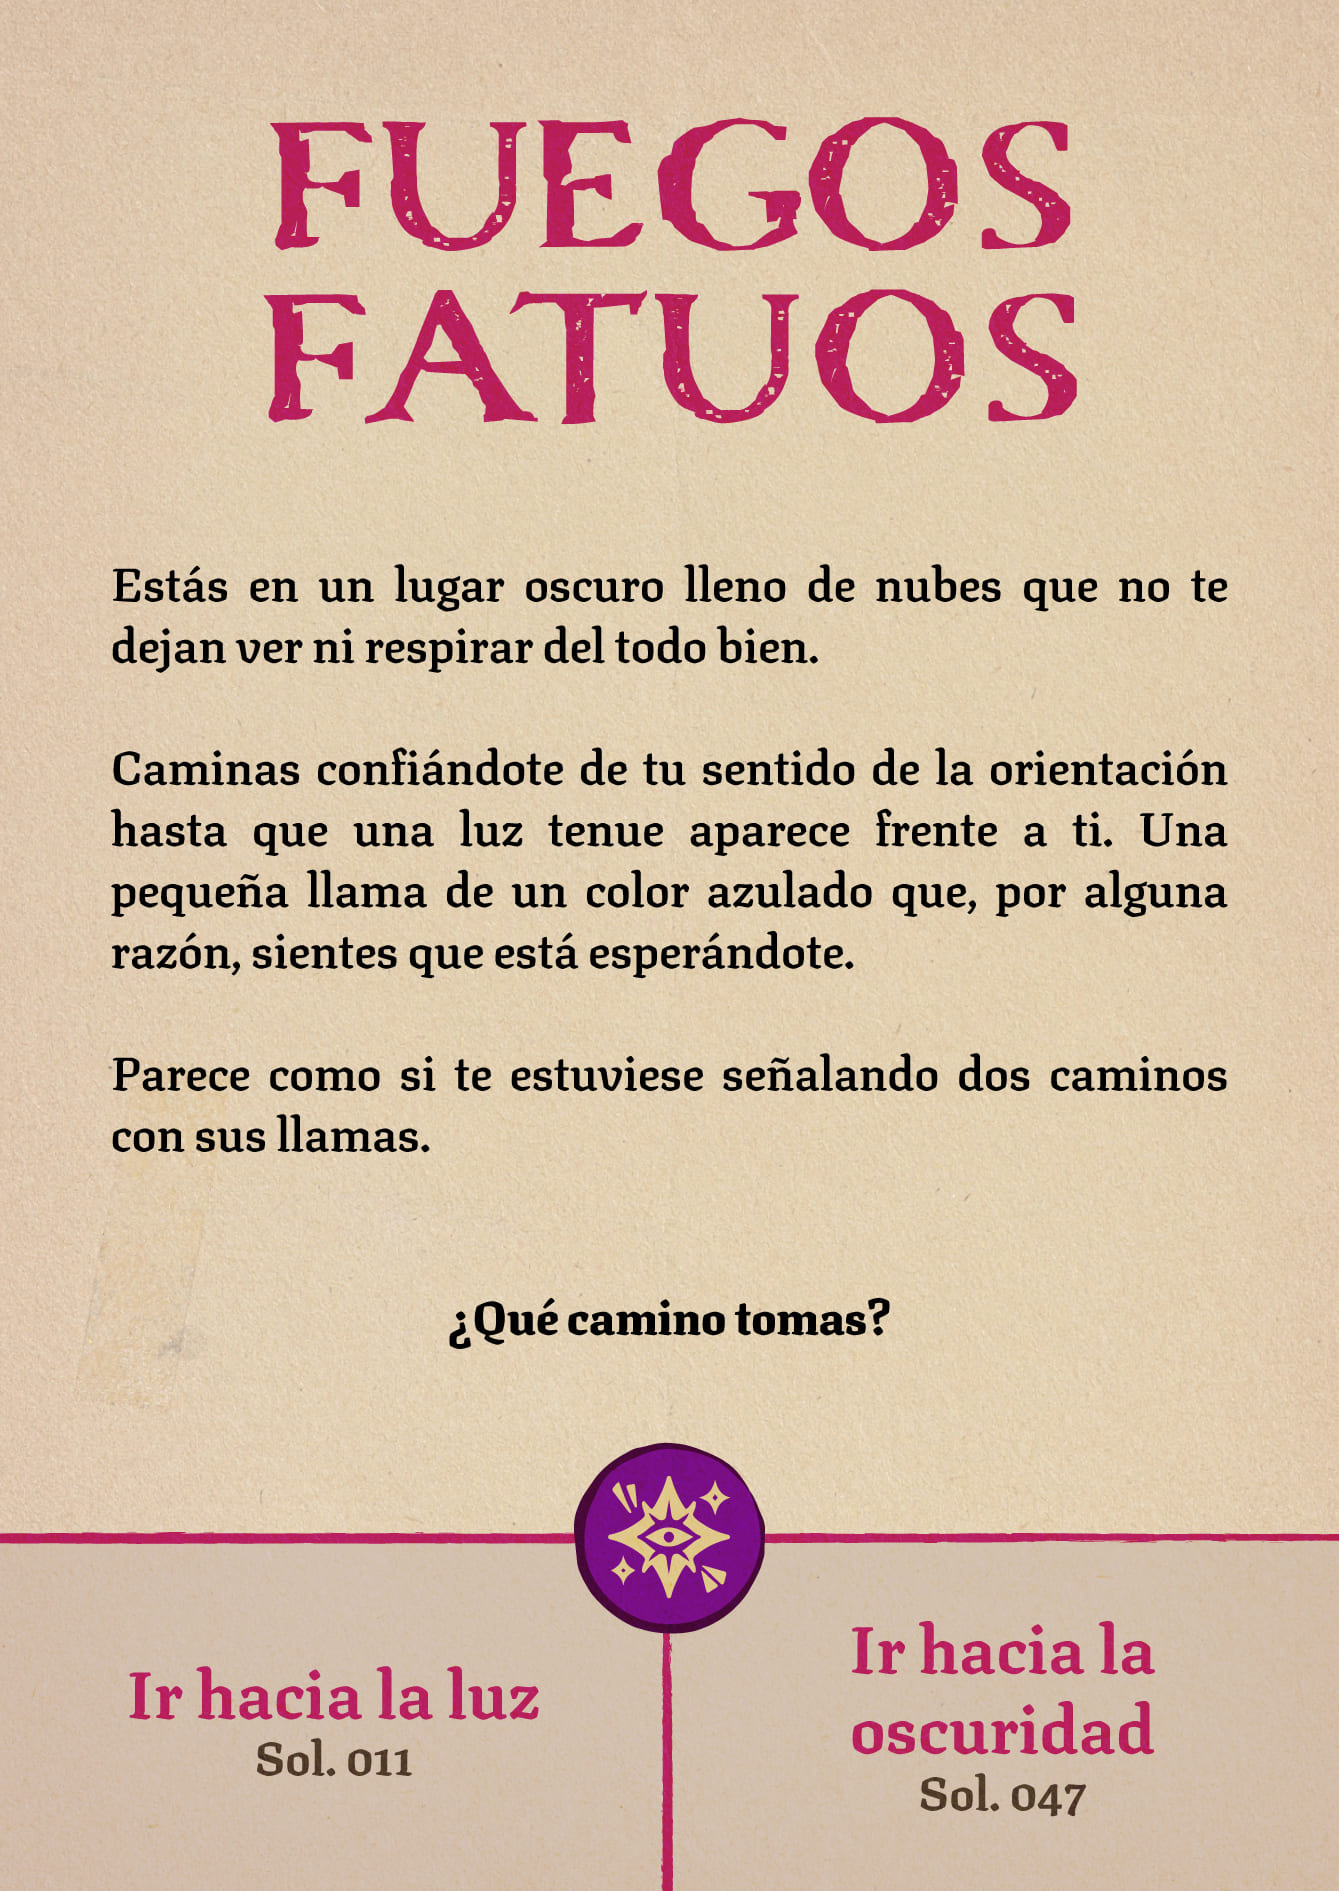 FUEGOS
FATUOS
Estás en un lugar oscuro lleno de nubes que no te
dejan ver ni respirar del todo bien.
Caminas confiándote de tu sentido de la orientación
hasta que una luz tenue aparece frente a ti. Una
pequeña llama de un color azulado que, por alguna
razón, sientes que está esperándote.
Parece como si te estuviese señalando dos caminos
con sus llamas.
¿Qué camino tomas?
Ir hacia la luz
Sol. 011
Ir hacia la
oscuridad
Sol. 047